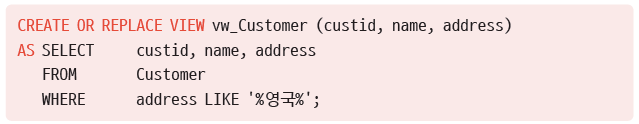 CREATE OR REPLACE VIEW vw_Customer (custid, name, address)
AS SELECT custid, name, address
FROM Customer
WHERE address LIKE '%영국%';